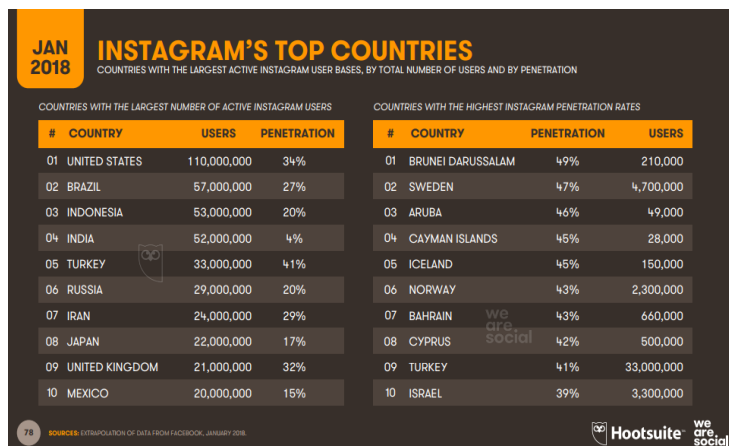 JAN
2018
INSTAGRAM'S TOP COUNTRIES
COUNTRIES WITH THE LARGEST ACTIVE INSTAGRAM USER BASES, BY TOTAL NUMBER OF USERS AND BY PENETRATION
COUNTRIES WITH THE LARGEST NUMBER OF ACTIVE INSTAGRAM USERS
# COUNTRY USERS PENETRATION
01 UNITED STATES 110,000,000 34%
02 BRAZIL 57,000,000 27%
03 INDONESIA 53,000,000 20%
04 INDIA 52,000,000 4%
05 TURKEY 33,000,000 41%
06 RUSSIA 29,000,000 20%
07 IRAN 24,000,000 29%
08 JAPAN 22,000,000 17%
09 UNITED KINGDOM 21,000,000 32%
10 MEXICO 20,000,000 15%
COUNTRIES WITH THE HIGHEST INSTAGRAM PENETRATION RATES
# COUNTRY PENETRATION USERS
01 BRUNEI DARUSSALAM 49% 210,000
02 SWEDEN 47% 4,700,000
03 ARUBA 46% 49,000
04 CAYMAN ISLANDS 45% 28,000
05 ICELAND 45% 150,000
06 NORWAY 43% 2,300,000
07 BAHRAIN 43% 660,000
08 CYPRUS 42% 500,000
09 TURKEY 41% 33,000,000
10 ISRAEL 39% 3,300,000
we
are
social
78
SOURCES: EXTRAPOLATION OF DATA FROM FACEBOOK, JANUARY 2018.
Hootsuite™
we
are
social